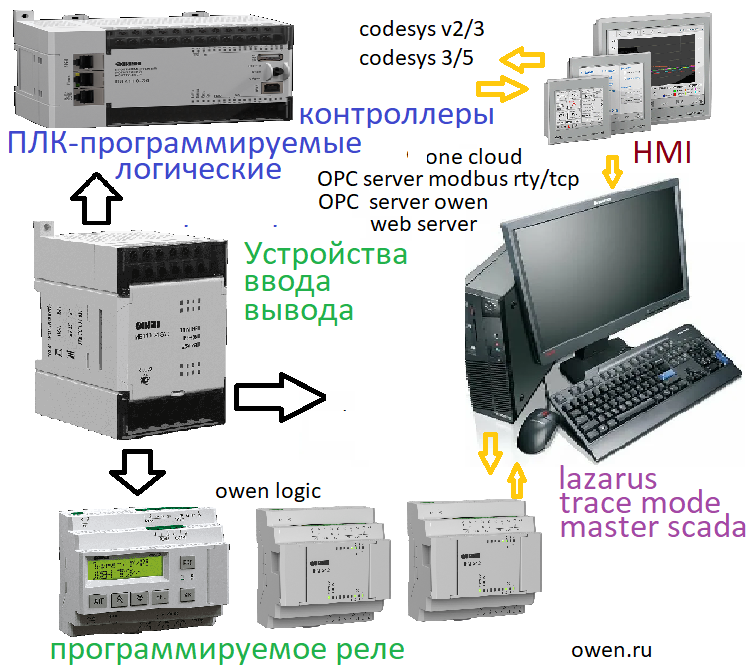 codesys v2/3
codesys 3/5
контроллеры
ПЛК-программируемые
логические
HMI
one cloud
OPC server modbus rty/tcp
OPC server owen
web server
Устройства
ввода
вывода
lazarus
trace mode
master scada
owen logic
программируемое реле
owen.ru